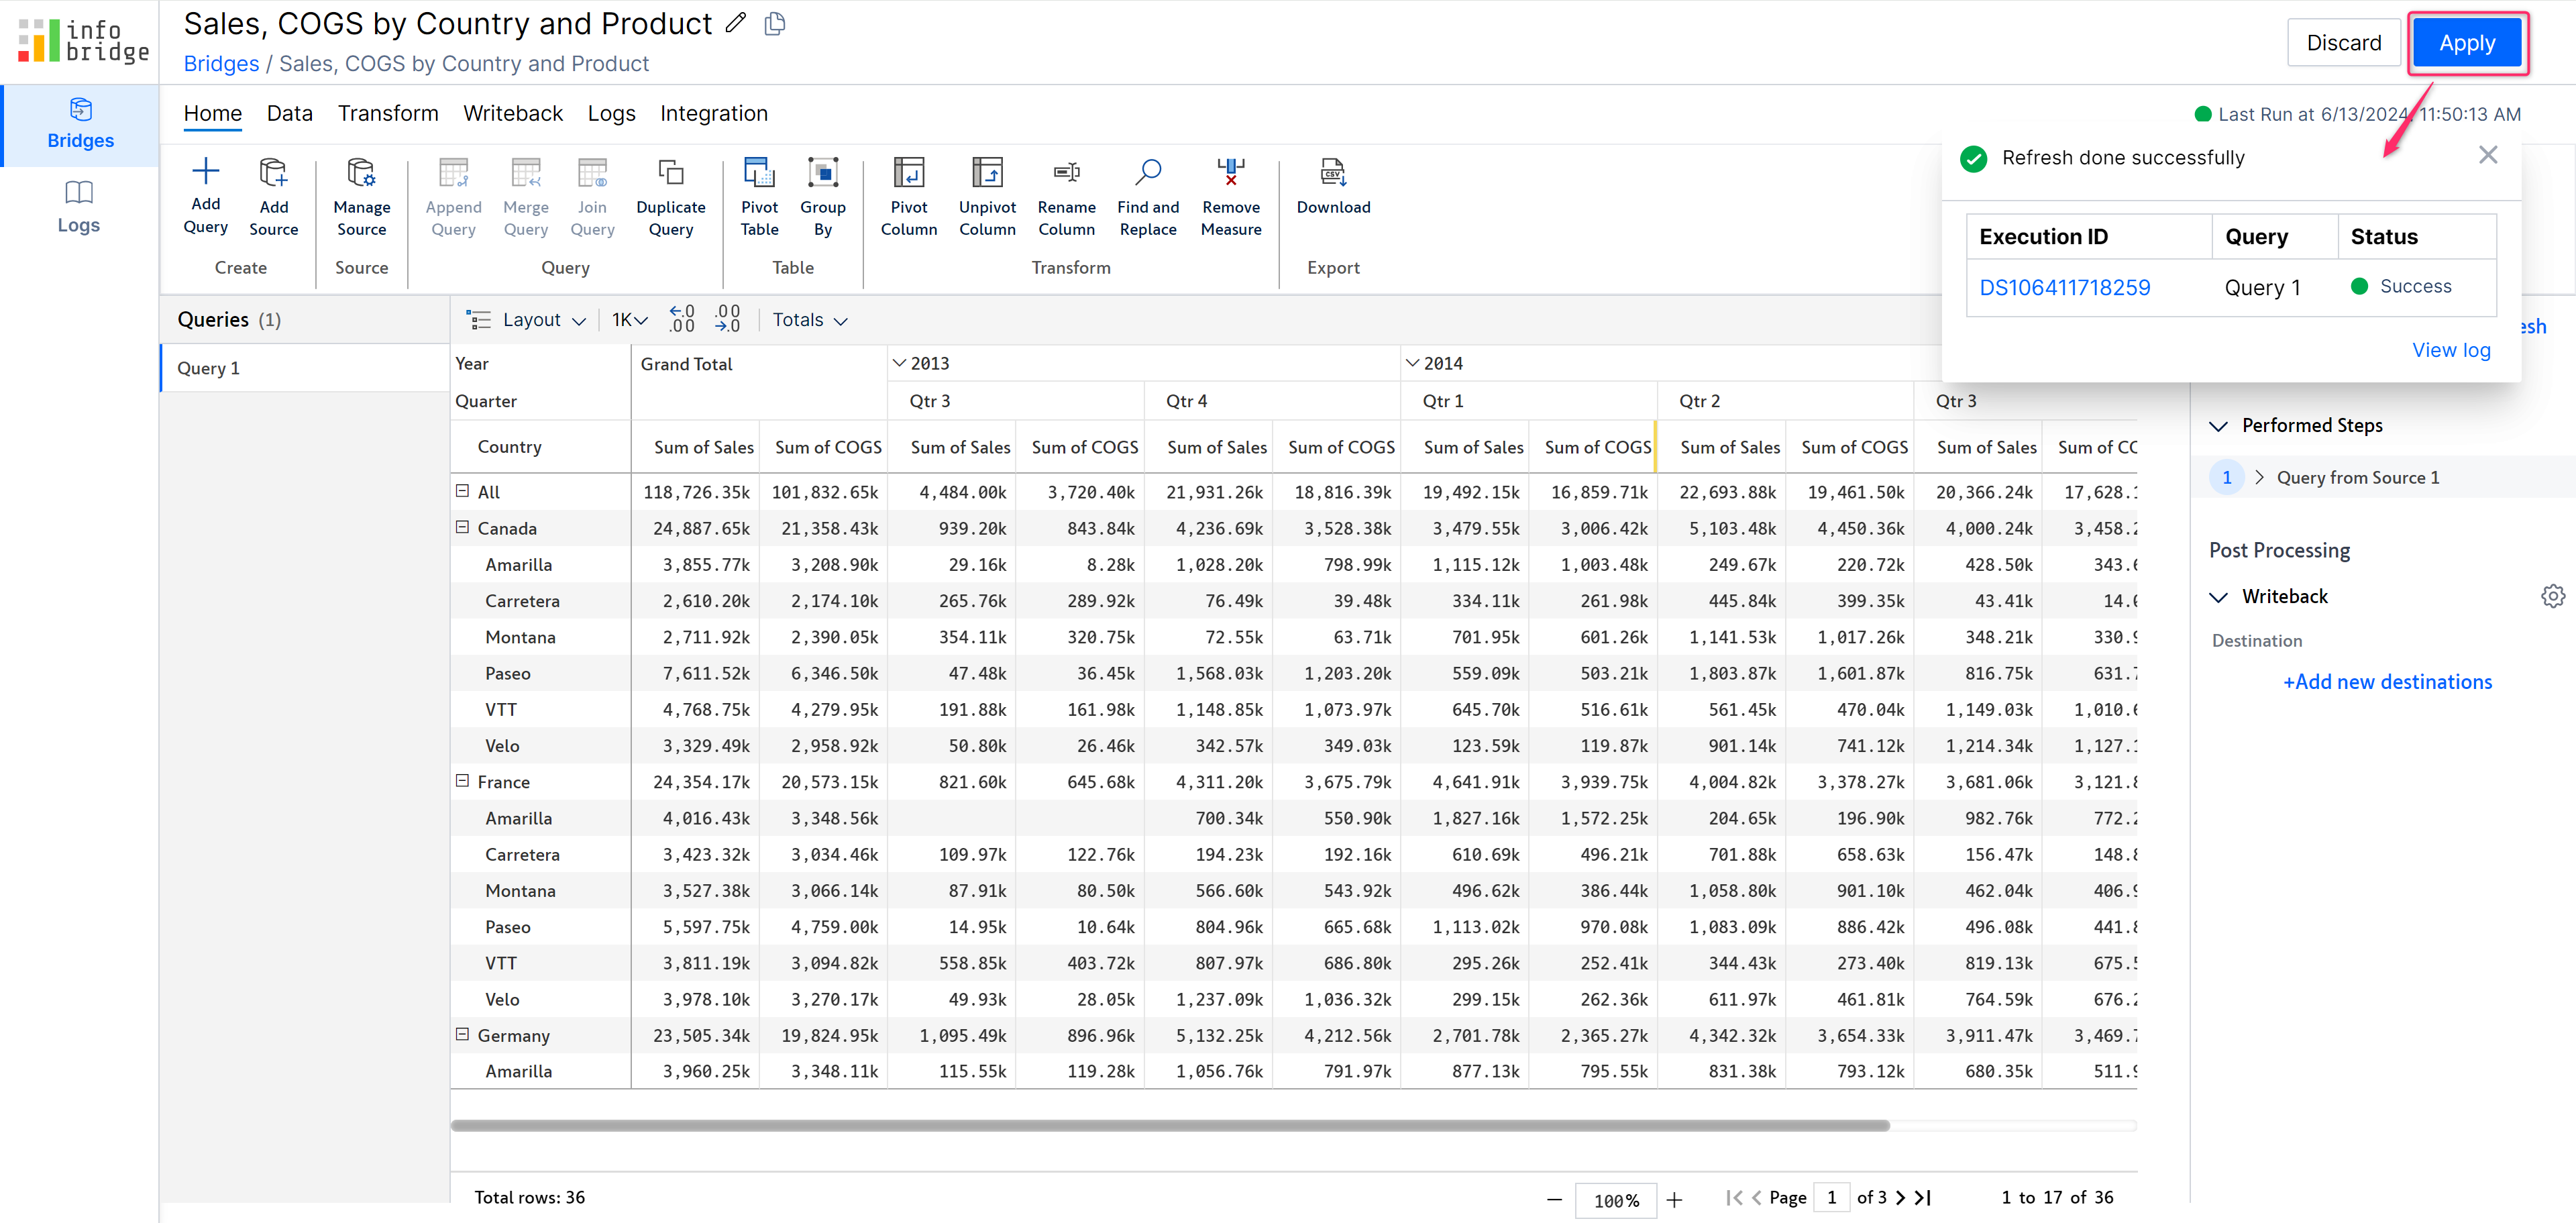 info
bridge
Sales, COGS by Country and Product
Bridges / Sales, COGS by Country and Product
Discard
Apply
Bridges
Logs
Home Data Transform Writeback Logs Integration
Last Run at 6/13/2024, 11:50:13 AM
Add Query
Add Source
Create
Manage Source
Source
Append Query
Merge Query
Join Query
Duplicate Query
Query
Pivot Table
Group By
Table
Pivot Column
Unpivot Column
Rename Column
Find and Replace
Remove Measure
Transform
CSV
Download
Export
Refresh done successfully
Execution ID Query Status
DS106411718259 Query 1 Success
View log
esh
Queries (1)
Query 1
Layout 1K ←.0 .00 .00 →.0 Totals
Year Grand Total 2013 2014
Quarter Qtr 3 Qtr 4 Qtr 1 Qtr 2 Qtr 3
Country Sum of Sales Sum of COGS Sum of Sales Sum of COGS Sum of Sales Sum of COGS Sum of Sales Sum of COGS Sum of Sales Sum of COGS Sum of Sales Sum of CC
All 118,726.35k 101,832.65k 4,484.00k 3,720.40k 21,931.26k 18,816.39k 19,492.15k 16,859.71k 22,693.88k 19,461.50k 20,366.24k 17,628.1
Canada 24,887.65k 21,358.43k 939.20k 843.84k 4,236.69k 3,528.38k 3,479.55k 3,006.42k 5,103.48k 4,450.36k 4,000.24k 3,458.2
Amarilla 3,855.77k 3,208.90k 29.16k 8.28k 1,028.20k 798.99k 1,115.12k 1,003.48k 249.67k 220.72k 428.50k 343.6
Carretera 2,610.20k 2,174.10k 265.76k 289.92k 76.49k 39.48k 334.11k 261.98k 445.84k 399.35k 43.41k 14.0
Montana 2,711.92k 2,390.05k 354.11k 320.75k 72.55k 63.71k 701.95k 601.26k 1,141.53k 1,017.26k 348.21k 330.9
Paseo 7,611.52k 6,346.50k 47.48k 36.45k 1,568.03k 1,203.20k 559.09k 503.21k 1,803.87k 1,601.87k 816.75k 631.7
VTT 4,768.75k 4,279.95k 191.88k 161.98k 1,148.85k 1,073.97k 645.70k 516.61k 561.45k 470.04k 1,149.03k 1,010.6
Velo 3,329.49k 2,958.92k 50.80k 26.46k 342.57k 349.03k 123.59k 119.87k 901.14k 741.12k 1,214.34k 1,127.1
France 24,354.17k 20,573.15k 821.60k 645.68k 4,311.20k 3,675.79k 4,641.91k 3,939.75k 4,004.82k 3,378.27k 3,681.06k 3,121.8
Amarilla 4,016.43k 3,348.56k 700.34k 550.90k 1,827.16k 1,572.25k 204.65k 196.90k 982.76k 772.2
Carretera 3,423.32k 3,034.46k 109.97k 122.76k 194.23k 192.16k 610.69k 496.21k 701.88k 658.63k 156.47k 148.8
Montana 3,527.38k 3,066.14k 87.91k 80.50k 566.60k 543.92k 496.62k 386.44k 1,058.80k 901.10k 462.04k 406.9
Paseo 5,597.75k 4,759.00k 14.95k 10.64k 804.96k 665.68k 1,113.02k 970.08k 1,083.09k 886.42k 496.08k 441.8
VTT 3,811.19k 3,094.82k 558.85k 403.72k 807.97k 686.80k 295.26k 252.41k 344.43k 273.40k 819.13k 675.5
Velo 3,978.10k 3,270.17k 49.93k 28.05k 1,237.09k 1,036.32k 299.15k 262.36k 611.97k 461.81k 764.59k 676.2
Germany 23,505.34k 19,824.95k 1,095.49k 896.96k 5,132.25k 4,212.56k 2,701.78k 2,365.27k 4,342.32k 3,654.33k 3,911.47k 3,469.7
Amarilla 3,960.25k 3,348.11k 115.55k 119.28k 1,056.76k 791.97k 877.13k 795.55k 831.38k 793.12k 680.35k 511.9
Performed Steps
1 Query from Source 1
Post Processing
Writeback
Destination
+Add new destinations
Total rows: 36
100% Page 1 of 3 1 to 17 of 36